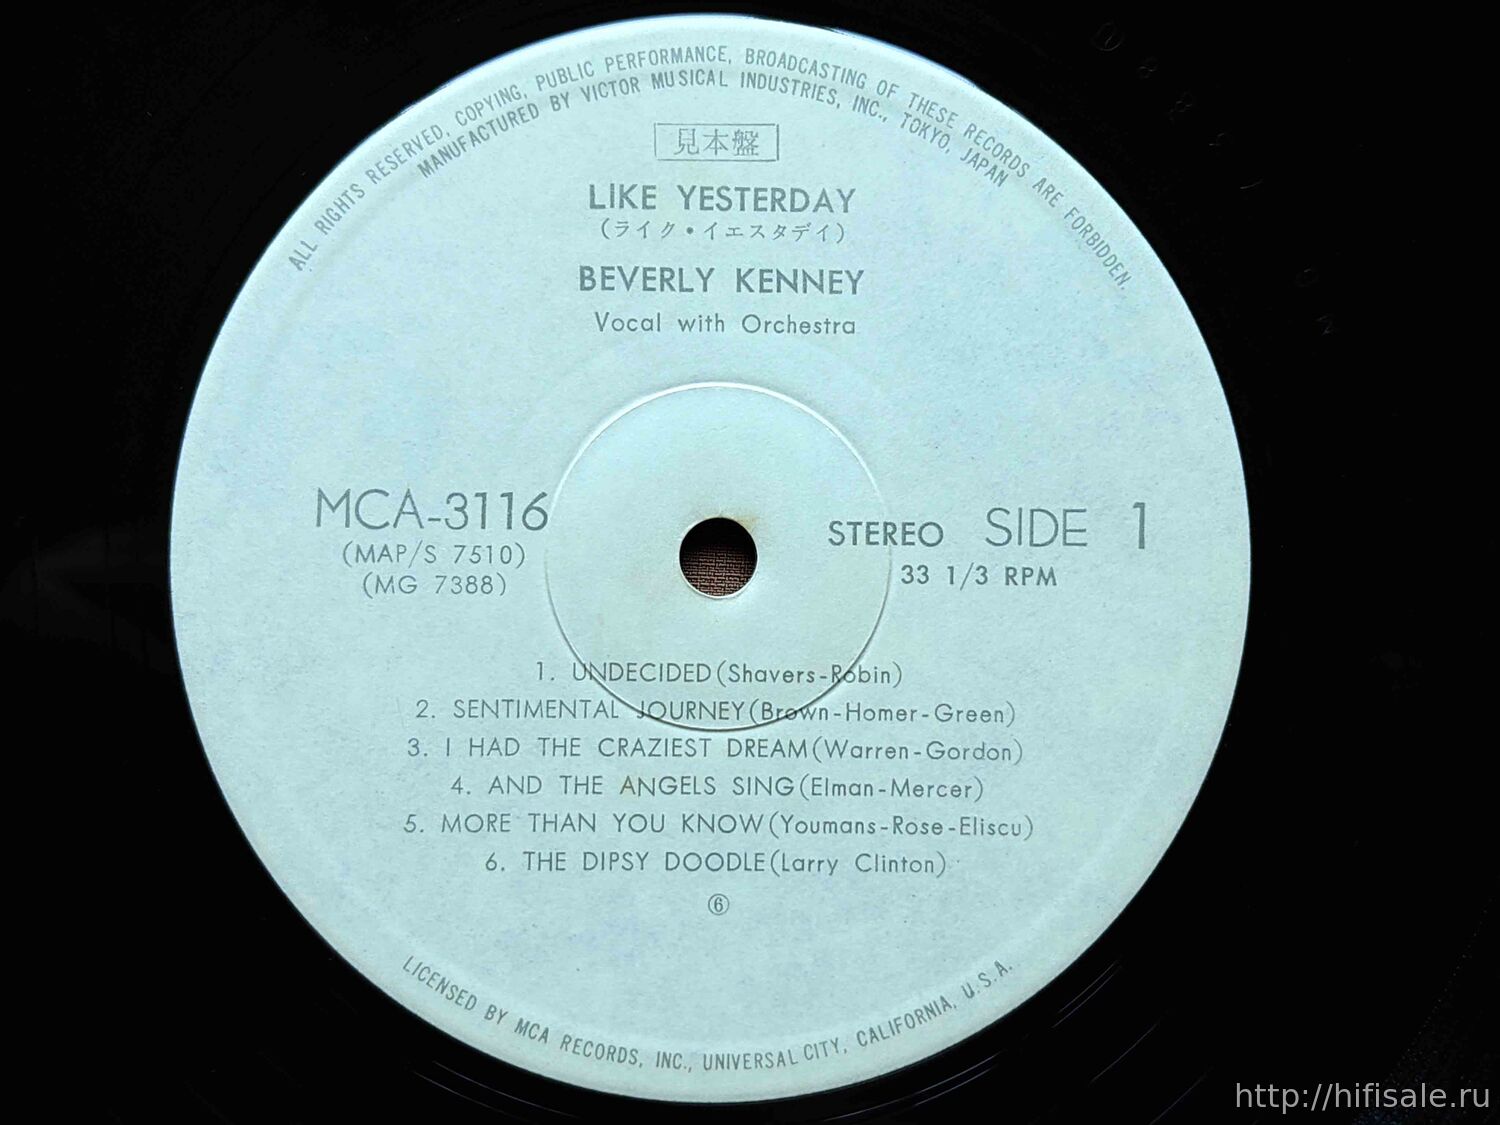 ALL RIGHTS RESERVED, COPYING, PUBLIC PERFORMANCE, BROADCASTING OF THESE RECORDS ARE FORBIDDEN.
MANUFACTURED BY VICTOR MUSICAL INDUSTRIES, INC., TOKYO, JAPAN
見本盤
LIKE YESTERDAY
(ライク・イエスタデイ)
BEVERLY KENNEY
Vocal with Orchestra
MCA-3116
(MAP/S 7510)
(MG 7388)
STEREO SIDE 1
33 1/3 RPM
1. UNDECIDED(Shavers-Robin)
2. SENTIMENTAL JOURNEY(Brown-Homer-Green)
3. I HAD THE CRAZIEST DREAM(Warren-Gordon)
4. AND THE ANGELS SING(Elman-Mercer)
5. MORE THAN YOU KNOW(Youmans-Rose-Eliscu)
6. THE DIPSY DOODLE(Larry Clinton)
⑥
LICENSED BY MCA RECORDS, INC., UNIVERSAL CITY, CALIFORNIA, U.S.A.
http://hifisale.ru